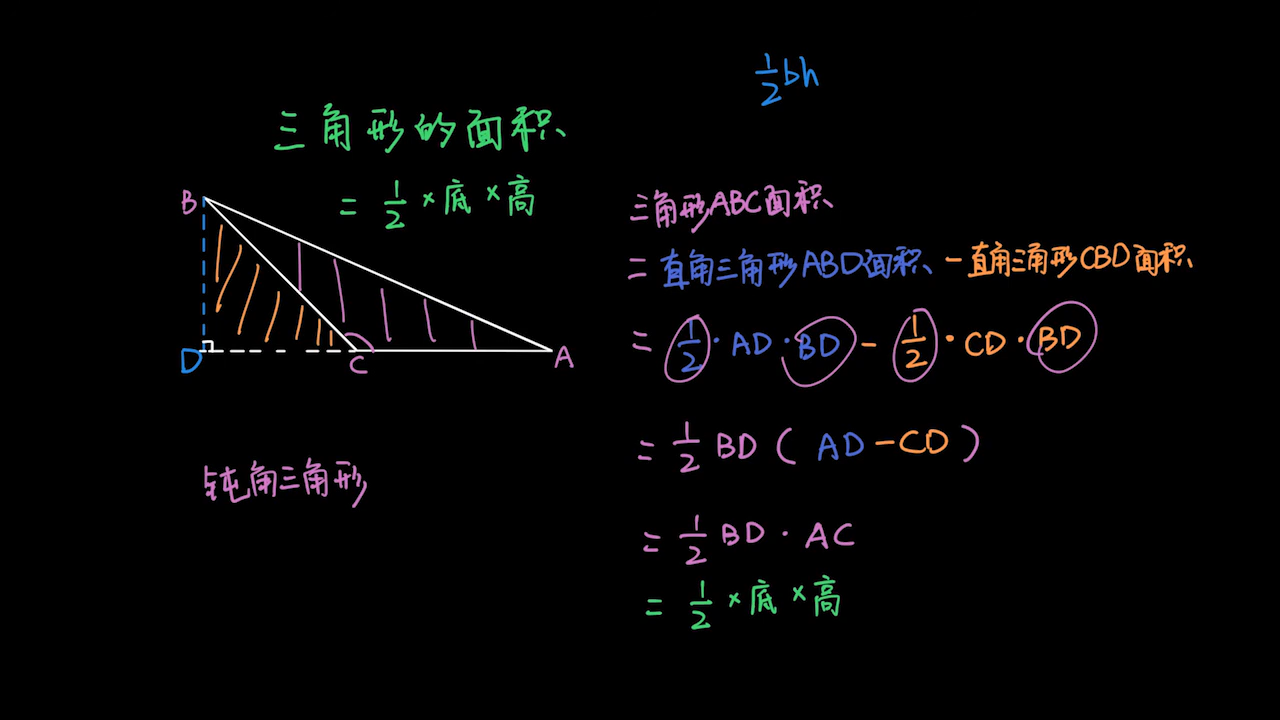 ½bh
三角形的面积
= ½ × 底 × 高
B
D
C
A
钝角三角形
三角形ABC面积
= 直角三角形ABD面积 - 直角三角形CBD面积
= ½ · AD · BD - ½ · CD · BD
= ½ BD ( AD - CD )
= ½ BD · AC
= ½ × 底 × 高